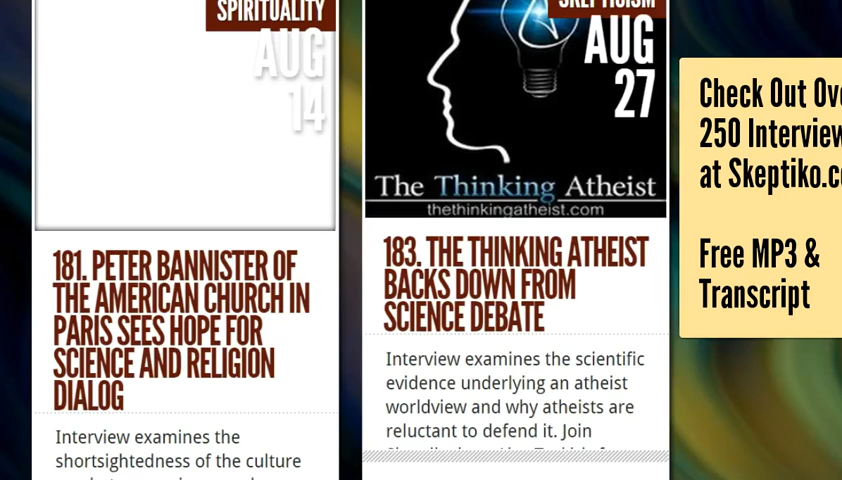 SPIRITUALITY
AUG
14
181. PETER BANNISTER OF
THE AMERICAN CHURCH IN
PARIS SEES HOPE FOR
SCIENCE AND RELIGION
DIALOG
Interview examines the
shortsightedness of the culture
SKEPTICISM
AUG
27
The Thinking Atheist
thethinkingatheist.com
183. THE THINKING ATHEIST
BACKS DOWN FROM
SCIENCE DEBATE
Interview examines the scientific
evidence underlying an atheist
worldview and why atheists are
reluctant to defend it. Join
Check Out Ov
250 Interview
at Skeptiko.c
Free MP3 &
Transcript